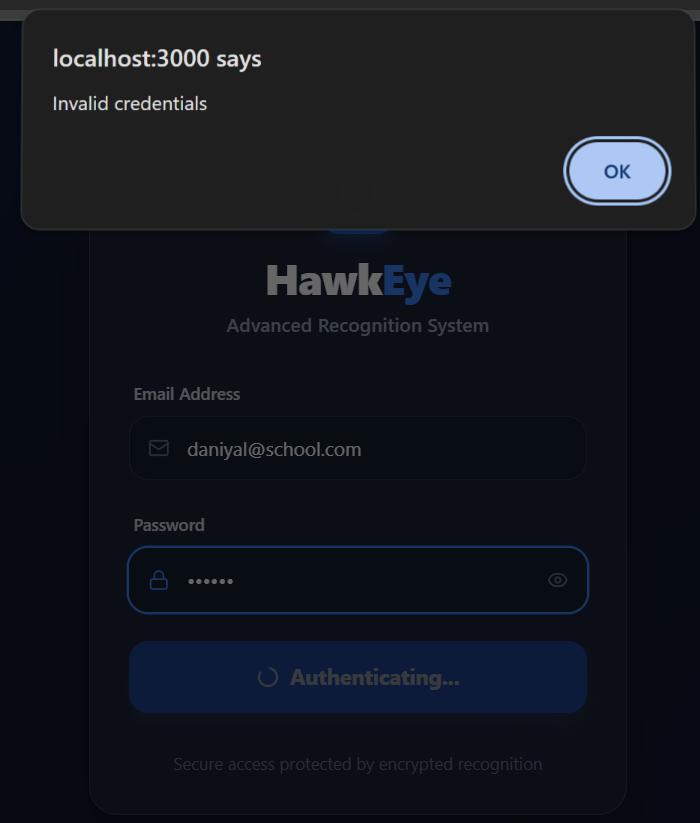 localhost:3000 says
Invalid credentials
OK
HawkEye
Advanced Recognition System
Email Address
daniyal@school.com
Password
••••••
Authenticating...
Secure access protected by encrypted recognition